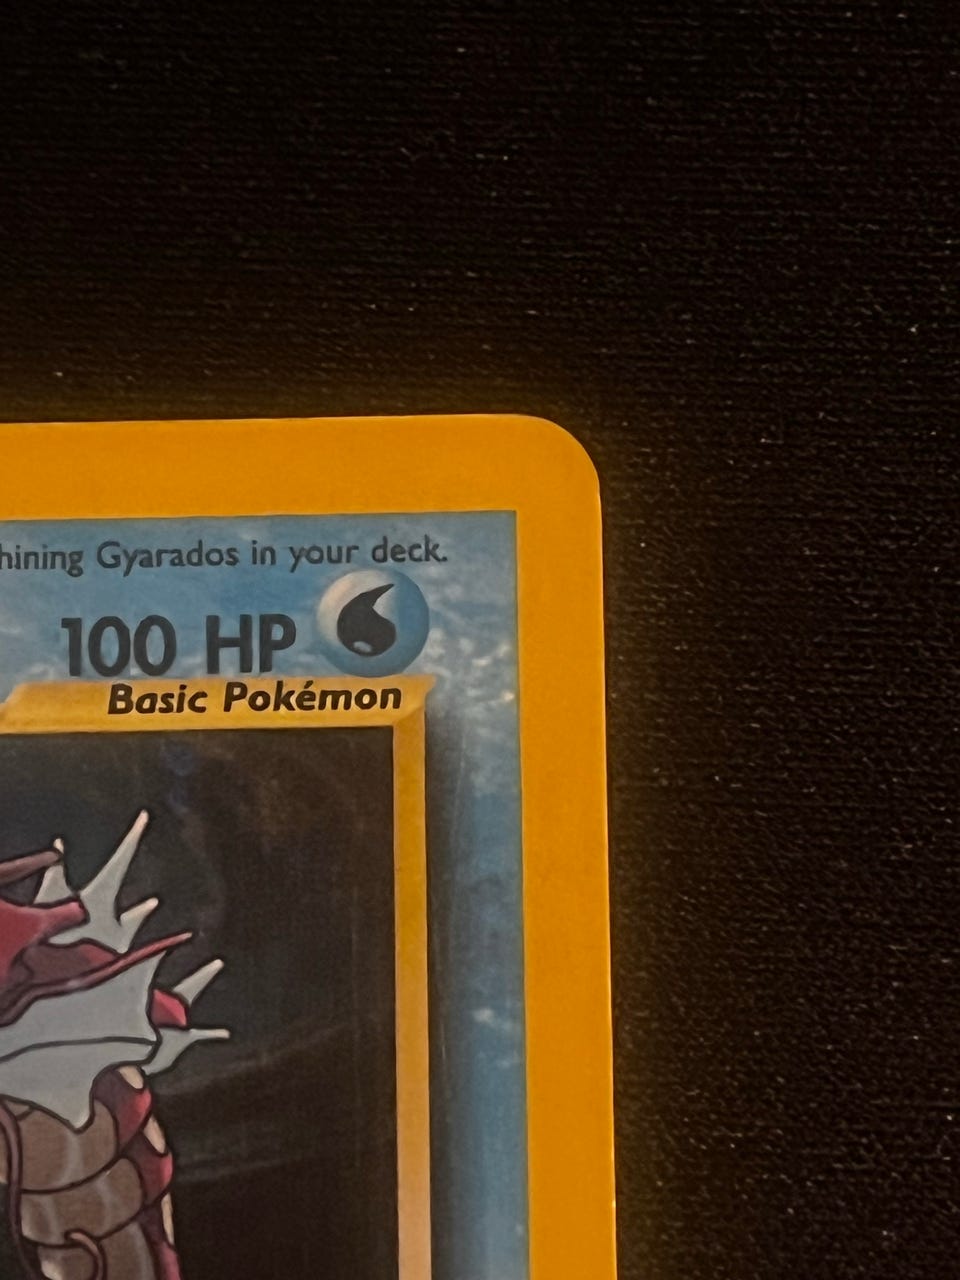 hining Gyarados in your deck.
100 HP
Basic Pokémon